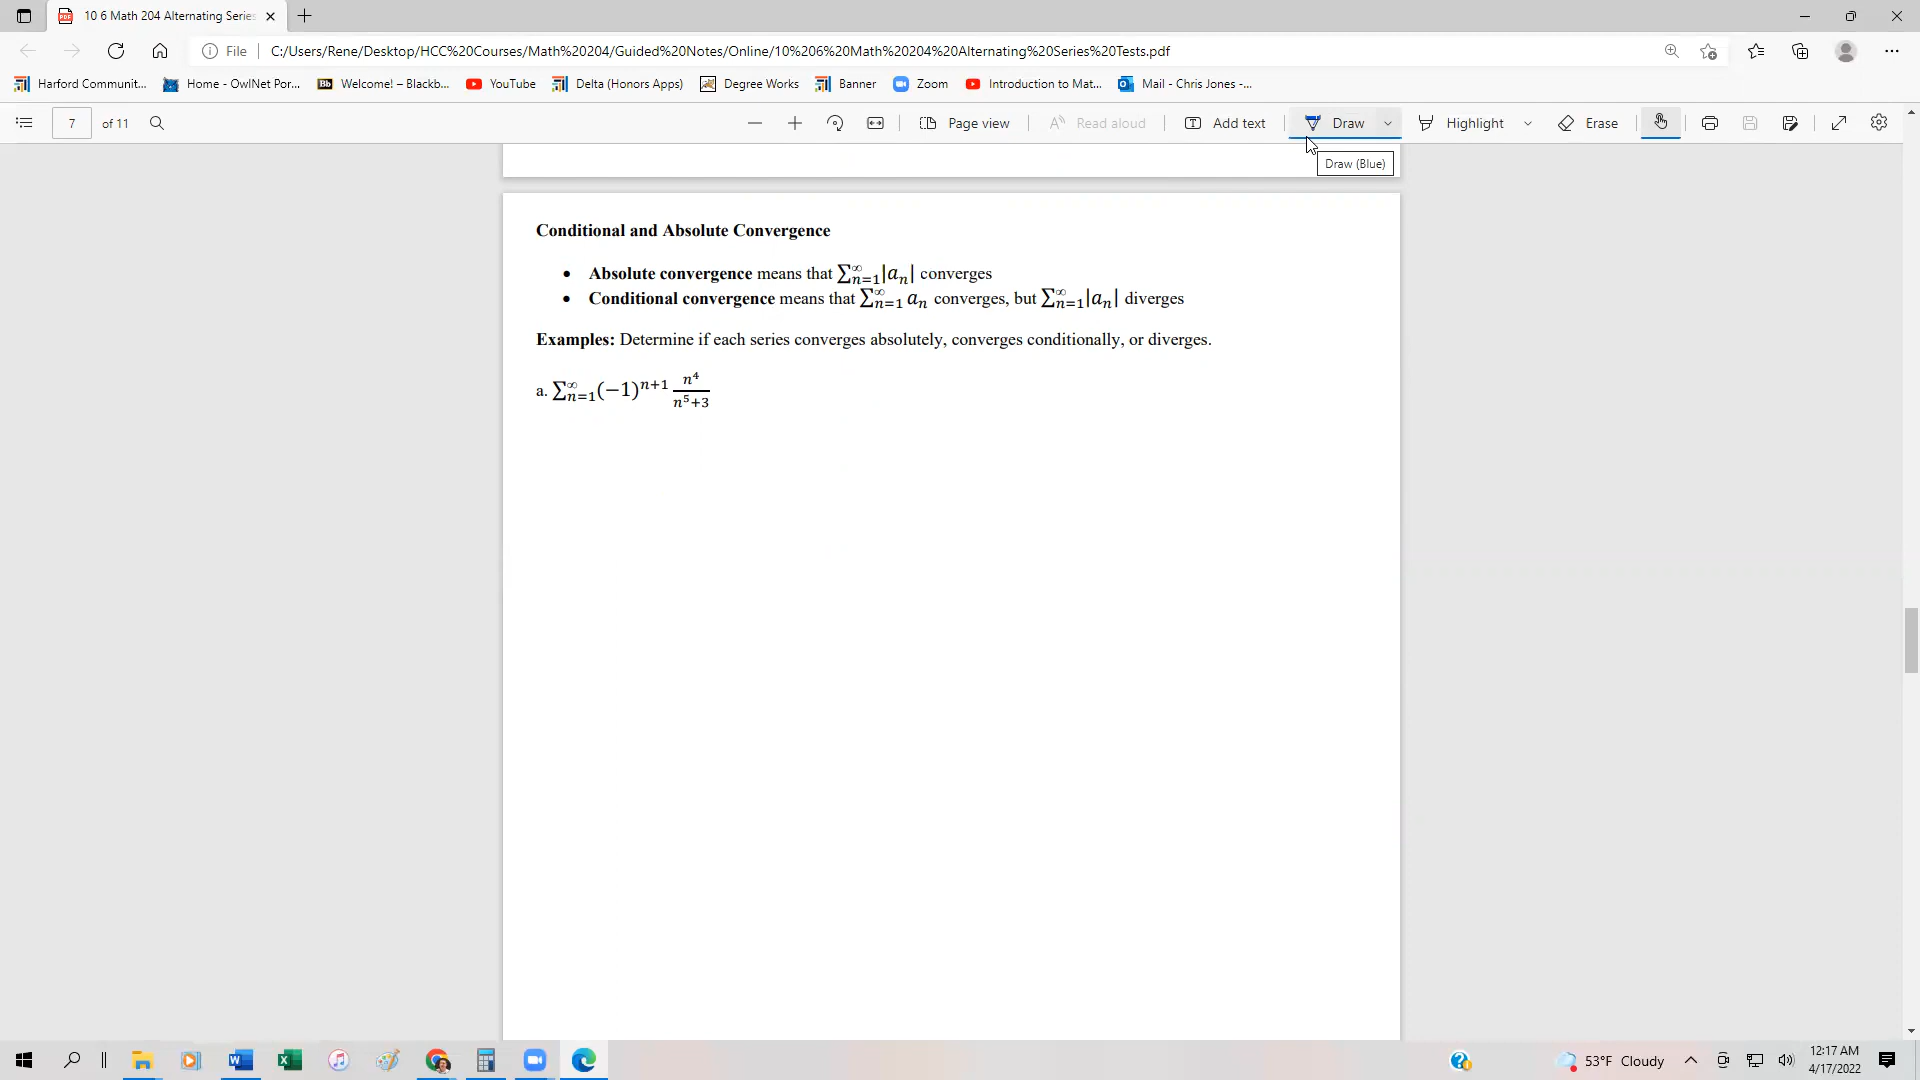 10 6 Math 204 Alternating Series
File
C:/Users/Rene/Desktop/HCC%20Courses/Math%20204/Guided%20Notes/Online/10%206%20Math%20204%20Alternating%20Series%20Tests.pdf
Harford Communit... Home - OwlNet Por... Bb Welcome! – Blackb... YouTube Delta (Honors Apps) Degree Works Banner Zoom Introduction to Mat... Mail - Chris Jones -...
7 of 11 Page view Read aloud Add text Draw Highlight Erase
Draw (Blue)
Conditional and Absolute Convergence
• Absolute convergence means that ∑_{n=1}^{∞}|a_n| converges
• Conditional convergence means that ∑_{n=1}^{∞} a_n converges, but ∑_{n=1}^{∞}|a_n| diverges
Examples: Determine if each series converges absolutely, converges conditionally, or diverges.
a. ∑_{n=1}^{∞}(−1)^{n+1} n^4/(n^5+3)
53°F Cloudy
12:17 AM
4/17/2022